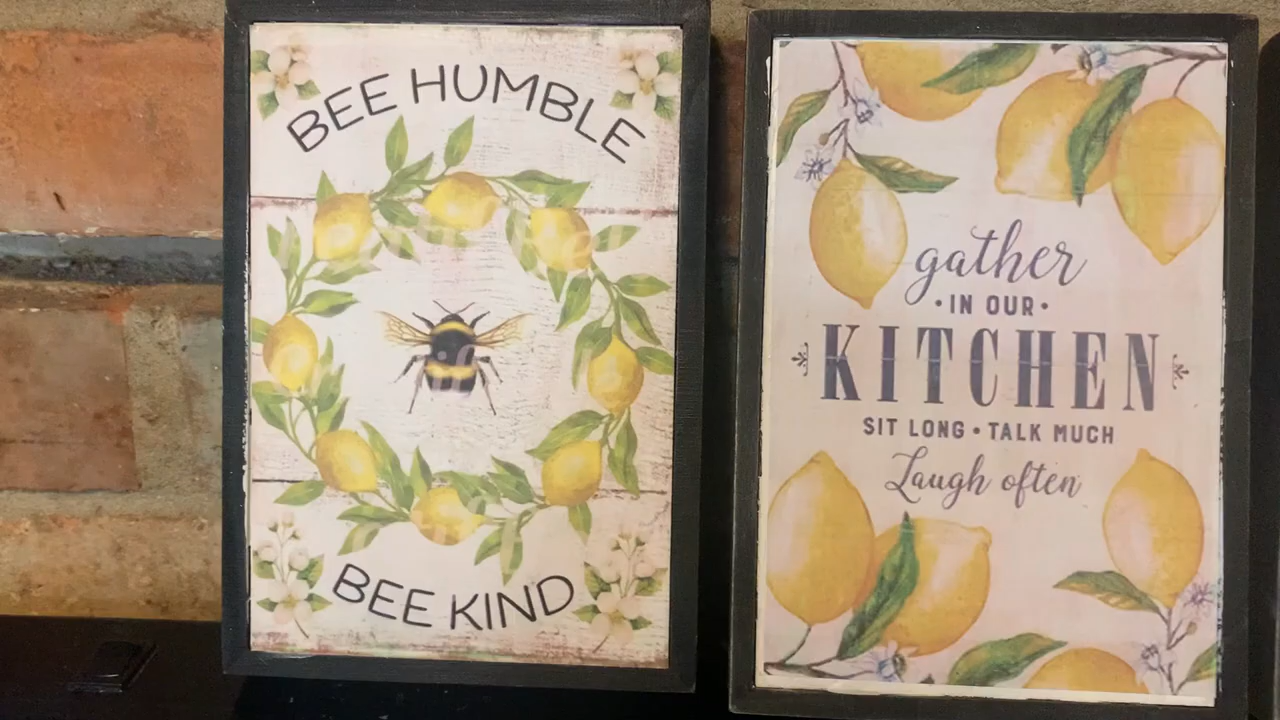 BEE HUMBLE
BEE KIND
gather
• IN OUR •
KITCHEN
SIT LONG • TALK MUCH
Laugh often